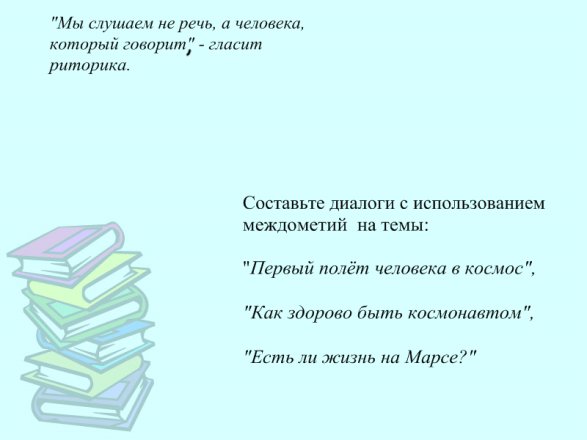 "Мы слушаем не речь, а человека,
который говорит", - гласит
риторика.
Составьте диалоги с использованием
междометий на темы:
"Первый полёт человека в космос",
"Как здорово быть космонавтом",
"Есть ли жизнь на Марсе?"